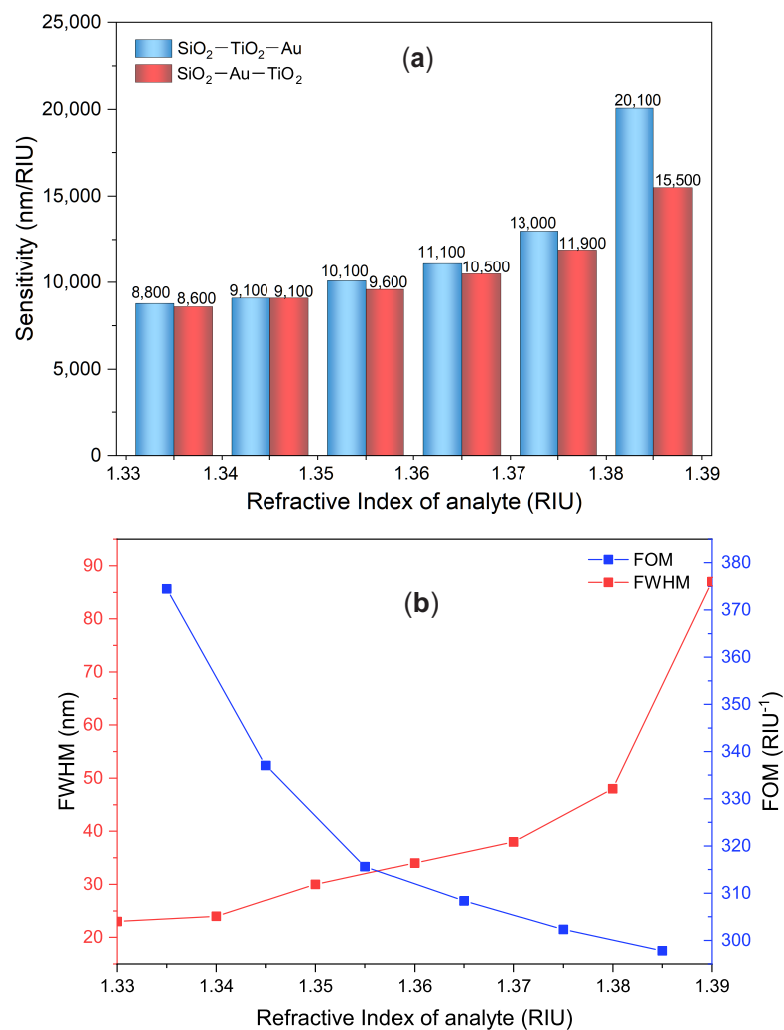 25,000
20,000
15,000
10,000
5,000
0
Sensitivity (nm/RIU)
SiO₂－TiO₂－Au
SiO₂－Au－TiO₂
(a)
8,800
8,600
9,100
9,100
10,100
9,600
11,100
10,500
13,000
11,900
20,100
15,500
1.33 1.34 1.35 1.36 1.37 1.38 1.39
Refractive Index of analyte (RIU)
90
80
70
60
50
40
30
20
FWHM (nm)
(b)
FOM
FWHM
380
370
360
350
340
330
320
310
300
FOM (RIU⁻¹)
1.33 1.34 1.35 1.36 1.37 1.38 1.39
Refractive Index of analyte (RIU)